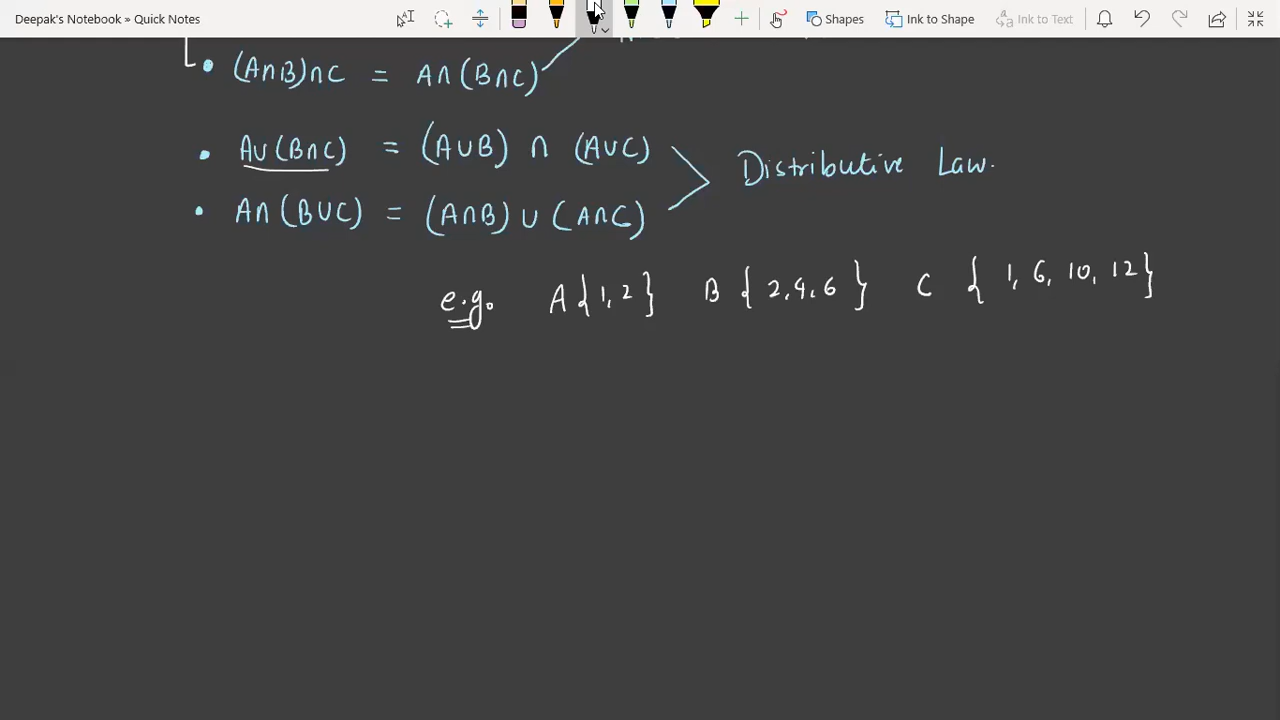 Deepak's Notebook » Quick Notes
Shapes
Ink to Shape
Ink to Text
• (A∩B)∩C = A∩(B∩C)
• A∪(B∩C) = (A∪B) ∩ (A∪C)
Distributive Law.
• A∩(B∪C) = (A∩B) ∪ (A∩C)
e.g. A{1,2} B {2,4,6} C {1, 6, 10, 12}